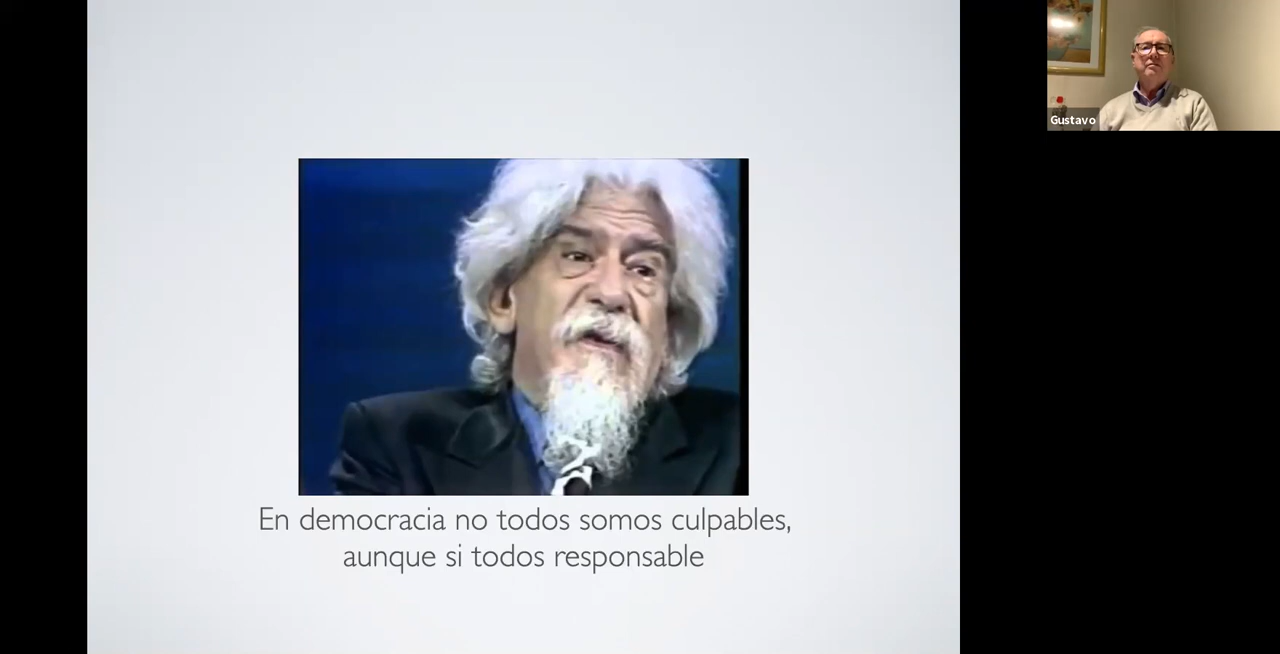 Gustavo
En democracia no todos somos culpables,
aunque si todos responsable